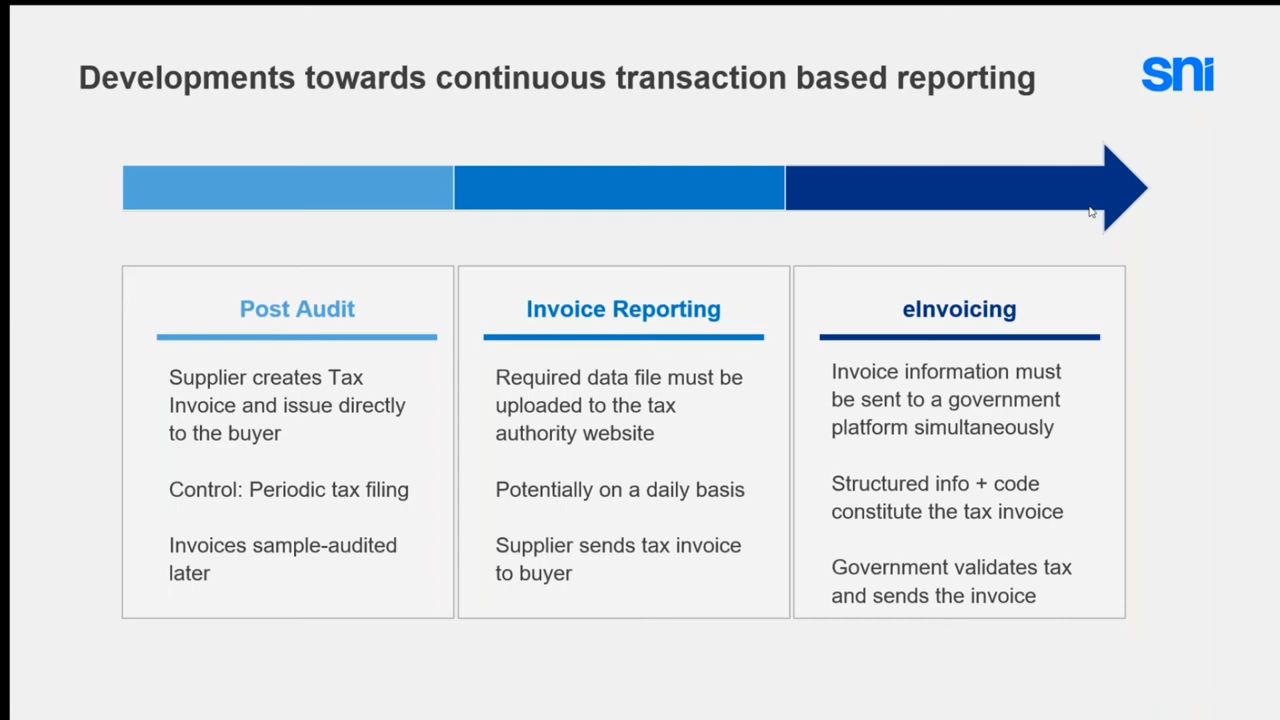 Developments towards continuous transaction based reporting
sni
Post Audit
Supplier creates Tax
Invoice and issue directly
to the buyer
Control: Periodic tax filing
Invoices sample-audited
later
Invoice Reporting
Required data file must be
uploaded to the tax
authority website
Potentially on a daily basis
Supplier sends tax invoice
to buyer
eInvoicing
Invoice information must
be sent to a government
platform simultaneously
Structured info + code
constitute the tax invoice
Government validates tax
and sends the invoice